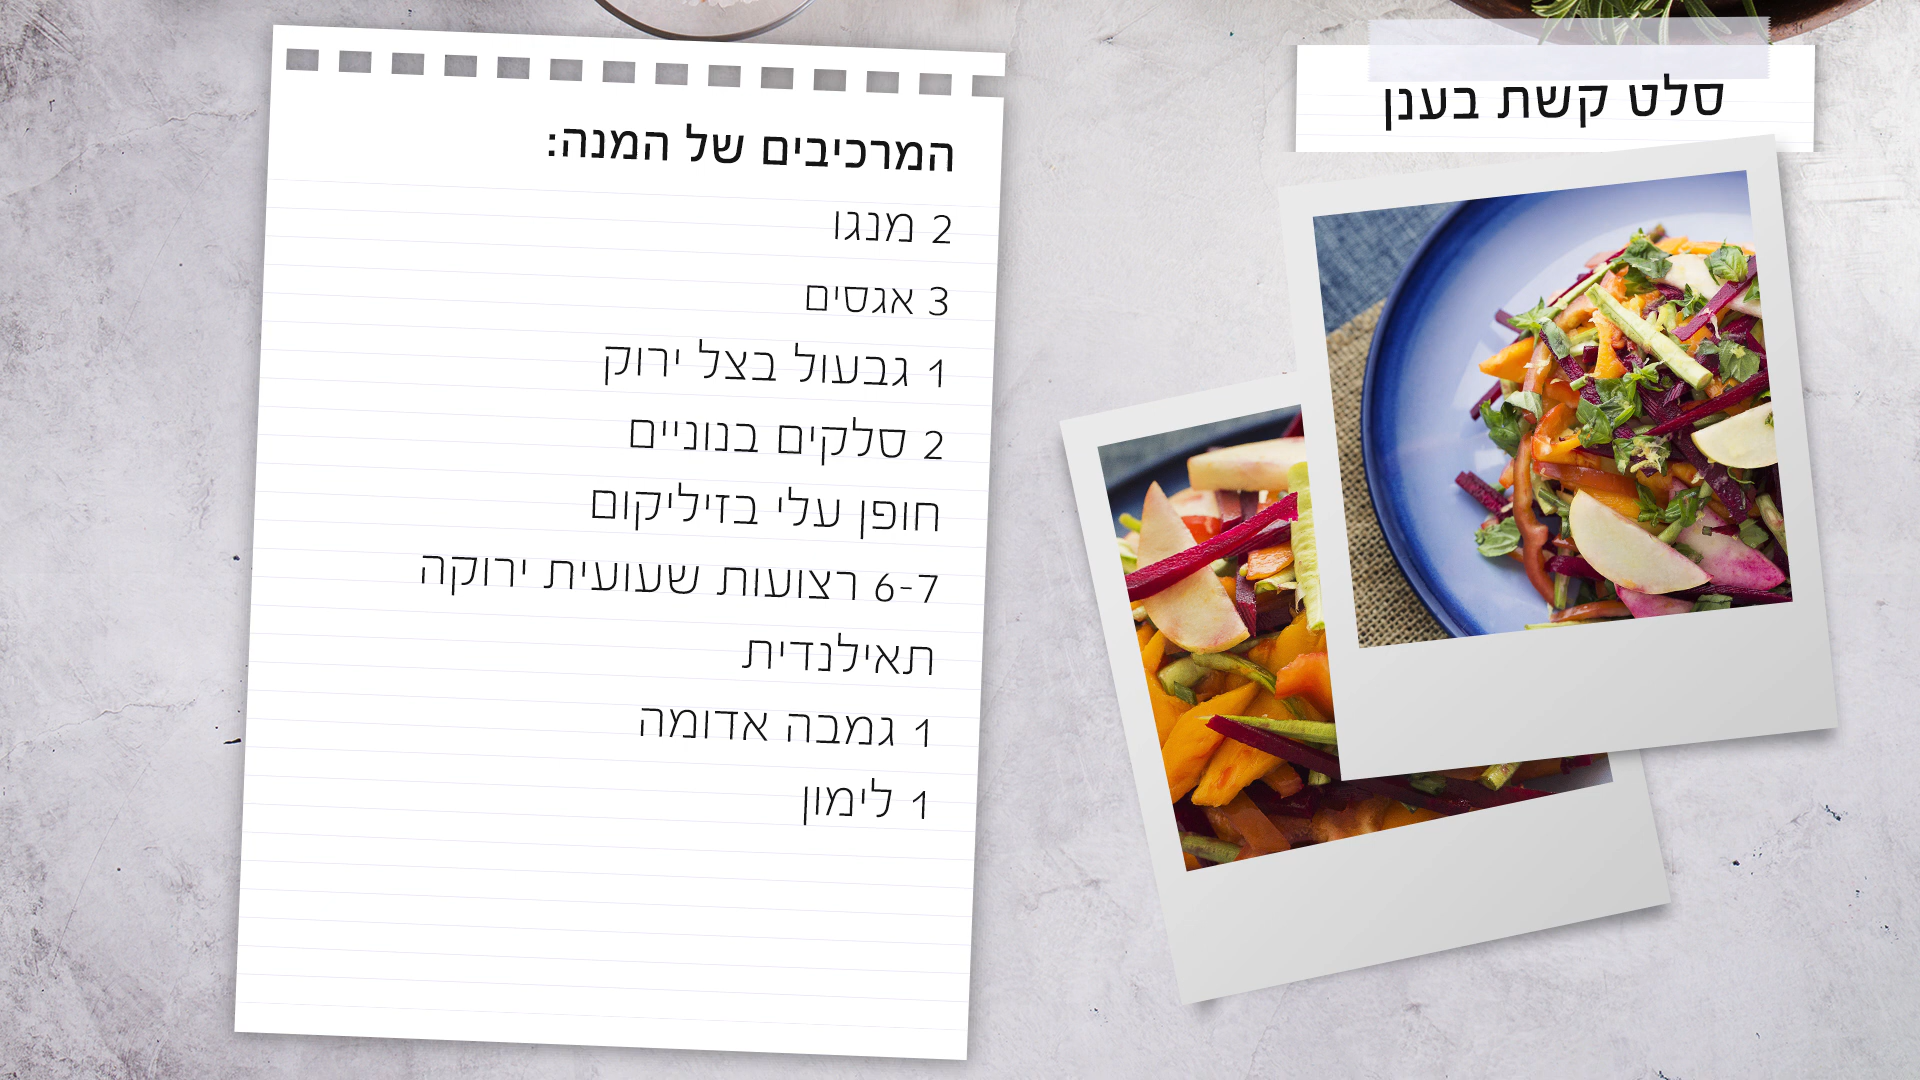 סלט קשת בענן
המרכיבים של המנה:
2 מנגו
3 אגסים
1 גבעול בצל ירוק
2 סלקים בנוניים
חופן עלי בזיליקום
6-7 רצועות שעועית ירוקה
תאילנדית
1 גמבה אדומה
1 לימון